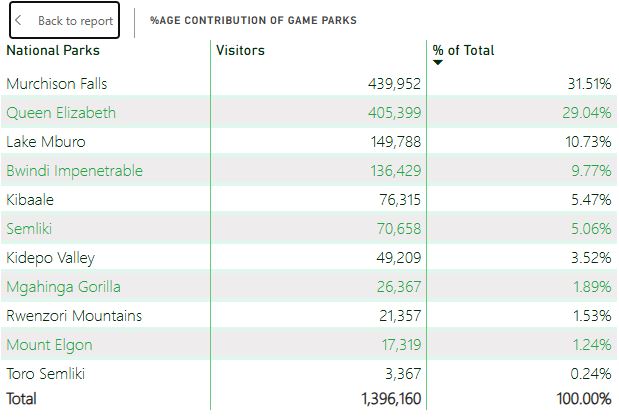 Back to report %AGE CONTRIBUTION OF GAME PARKS
National Parks Visitors % of Total
Murchison Falls 439,952 31.51%
Queen Elizabeth 405,399 29.04%
Lake Mburo 149,788 10.73%
Bwindi Impenetrable 136,429 9.77%
Kibaale 76,315 5.47%
Semliki 70,658 5.06%
Kidepo Valley 49,209 3.52%
Mgahinga Gorilla 26,367 1.89%
Rwenzori Mountains 21,357 1.53%
Mount Elgon 17,319 1.24%
Toro Semliki 3,367 0.24%
Total 1,396,160 100.00%